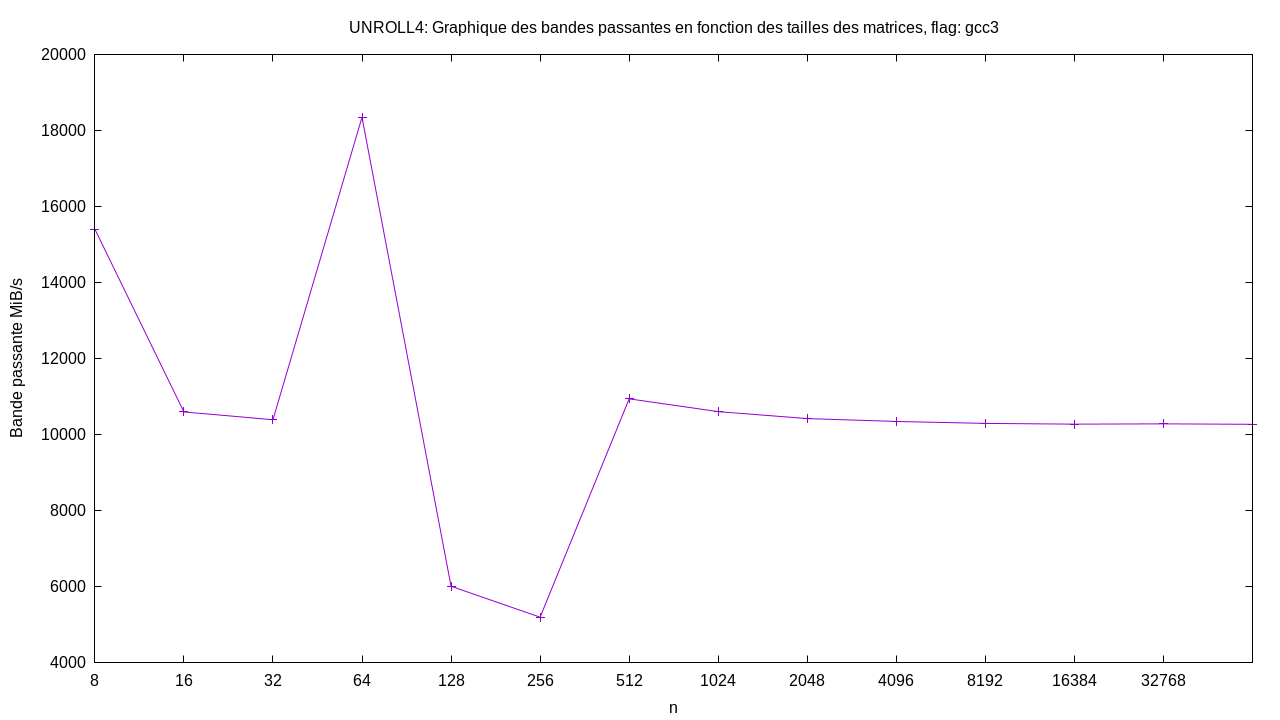 UNROLL4: Graphique des bandes passantes en fonction des tailles des matrices, flag: gcc3
20000
18000
16000
14000
12000
10000
8000
6000
4000
Bande passante MiB/s
8 16 32 64 128 256 512 1024 2048 4096 8192 16384 32768
n